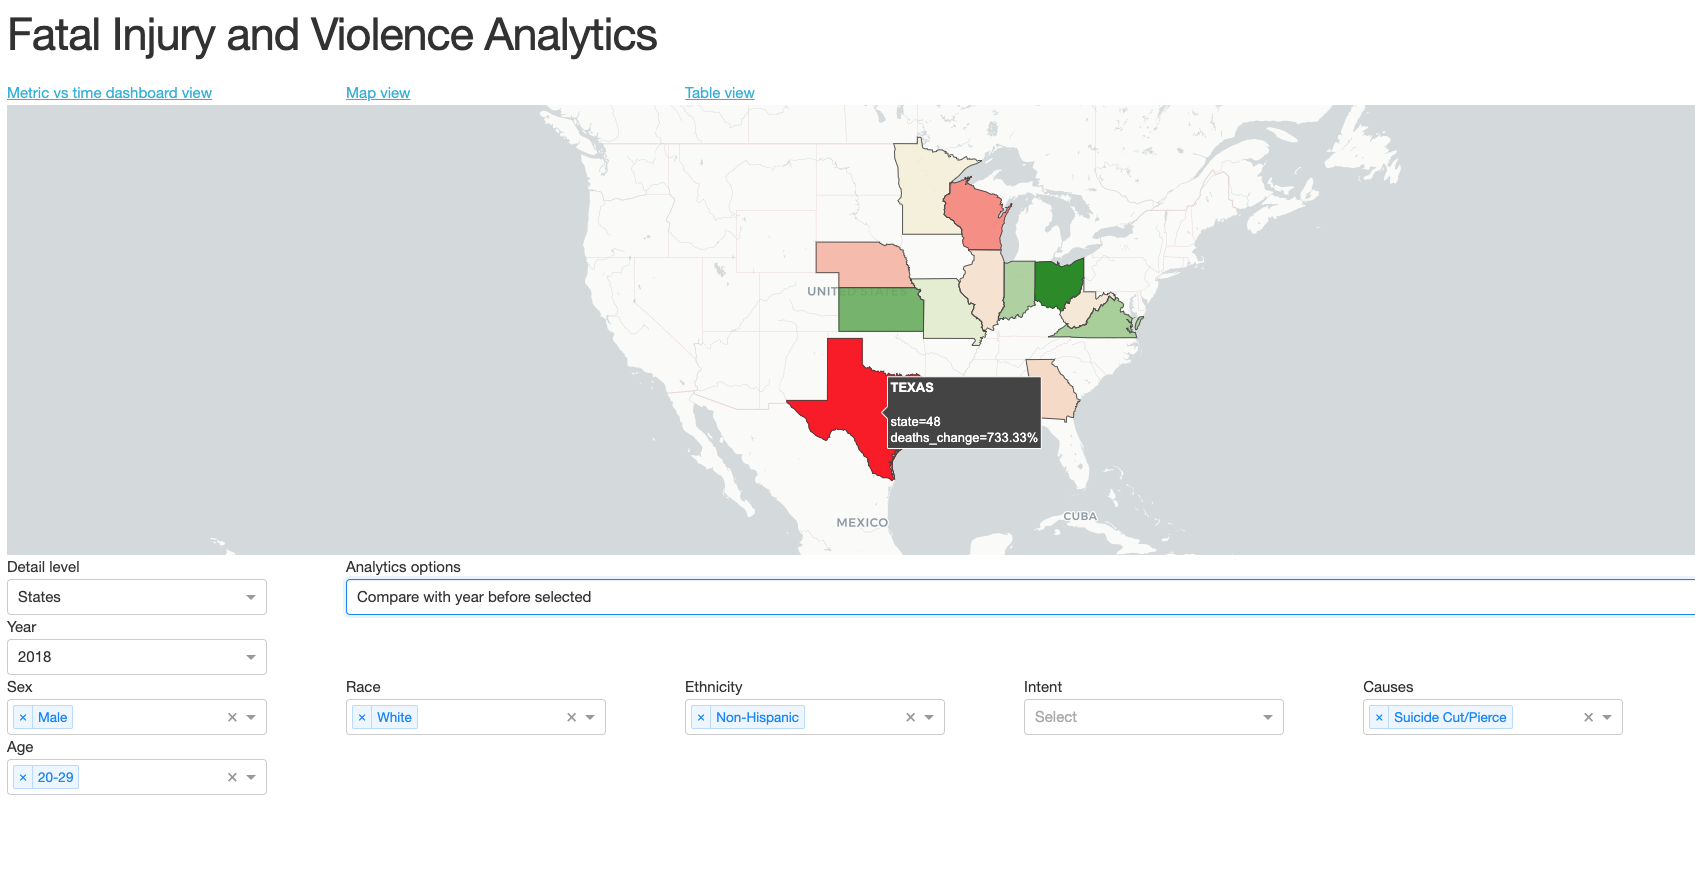 Fatal Injury and Violence Analytics
Metric vs time dashboard view
Map view
Table view
UNITED STATES
TEXAS
state=48
deaths_change=733.33%
MEXICO
CUBA
Detail level
Analytics options
States
Compare with year before selected
Year
2018
Sex
Race
Ethnicity
Intent
Causes
× Male ×
× White ×
× Non-Hispanic ×
Select
× Suicide Cut/Pierce ×
Age
× 20-29 ×